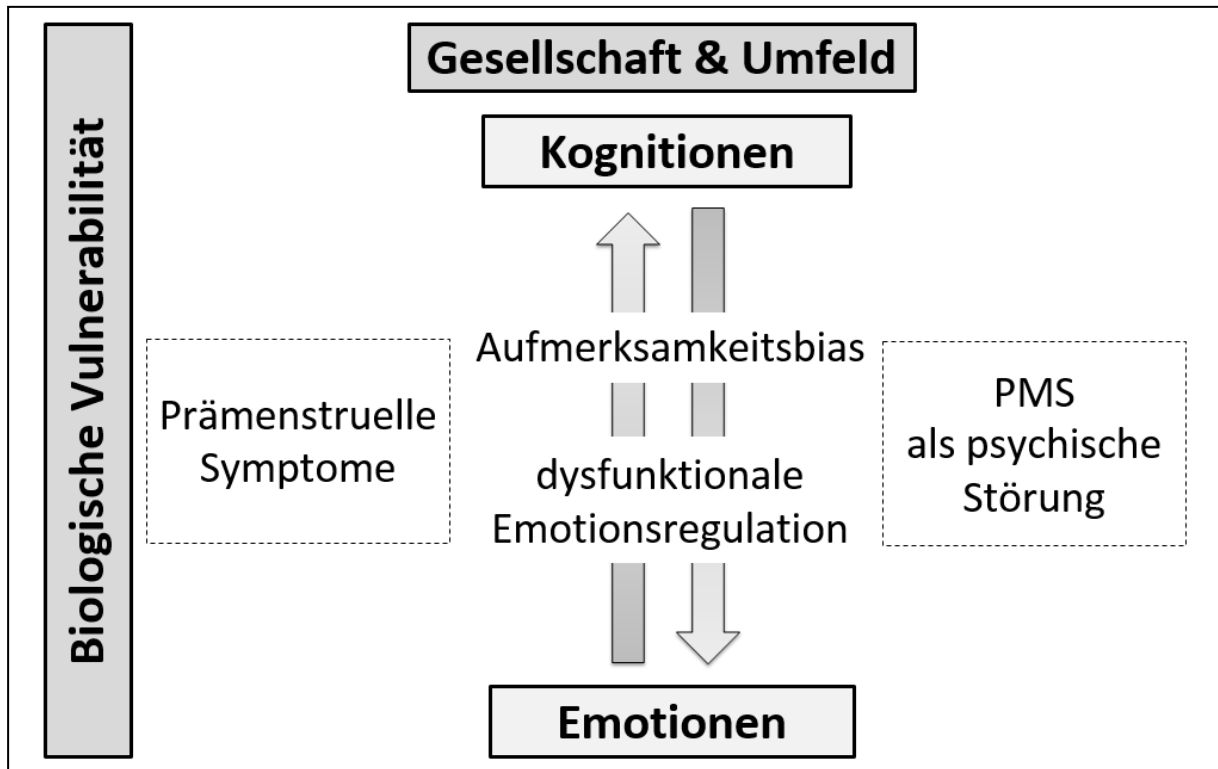 Biologische Vulnerabilität
Gesellschaft & Umfeld
Kognitionen
Prämenstruelle
Symptome
Aufmerksamkeitsbias
dysfunktionale
Emotionsregulation
PMS
als psychische
Störung
Emotionen